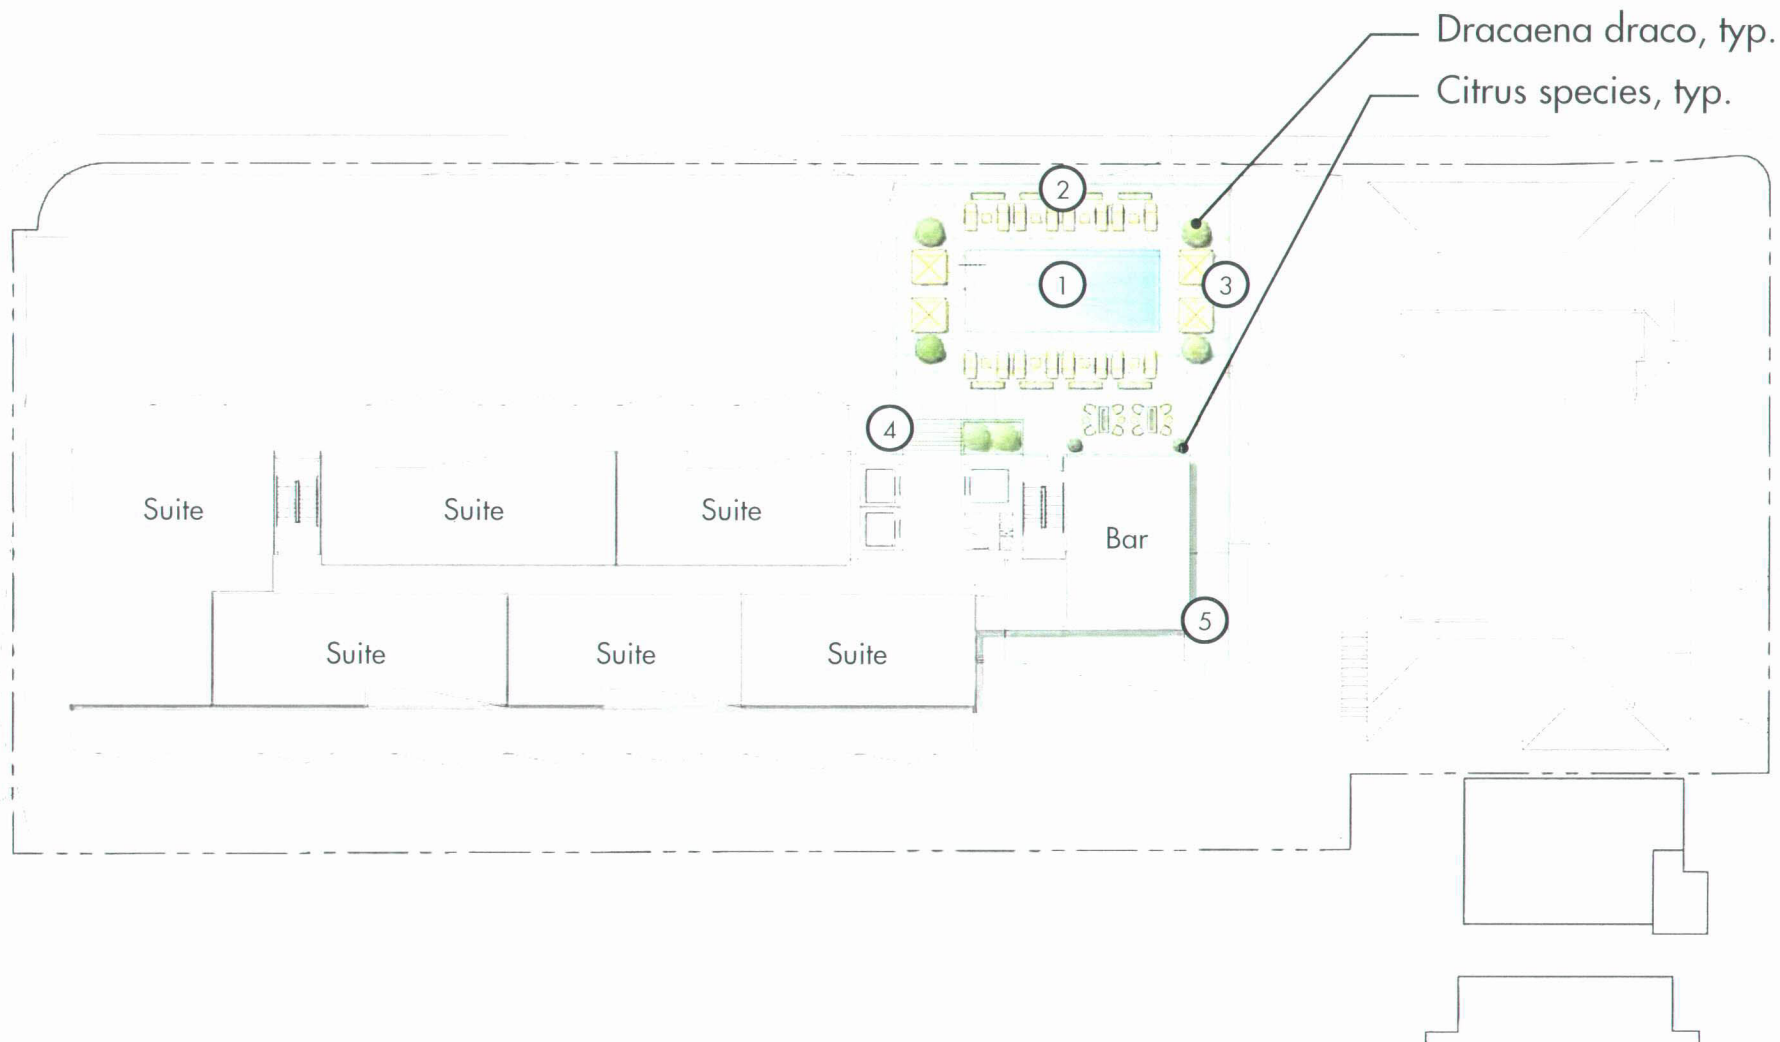 Dracaena draco, typ.
Citrus species, typ.
2
1
3
4
Suite
Suite
Suite
Bar
5
Suite
Suite
Suite